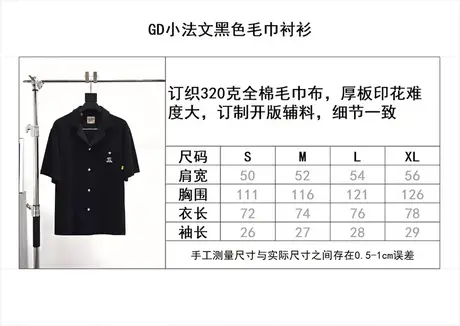 GD小法文黑色毛巾衬衫
订织320克全棉毛巾布，厚板印花难
度大，订制开版辅料，细节一致
尺码 S M L XL
肩宽 50 52 54 56
胸围 111 116 121 126
衣长 72 74 76 78
袖长 26 27 28 29
手工测量尺寸与实际尺寸之间存在0.5-1cm误差